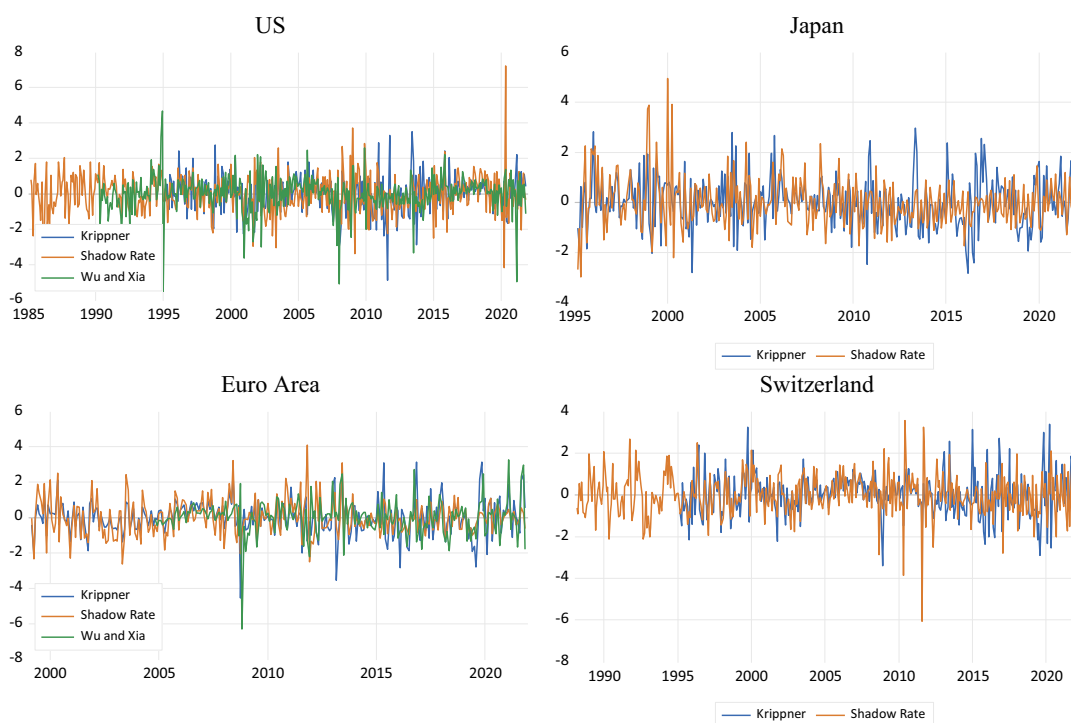 US
8
6
4
2
0
-2
-4
-6
1985 1990 1995 2000 2005 2010 2015 2020
Krippner
Shadow Rate
Wu and Xia
Japan
6
4
2
0
-2
-4
1995 2000 2005 2010 2015 2020
Krippner Shadow Rate
Euro Area
6
4
2
0
-2
-4
-6
-8
2000 2005 2010 2015 2020
Krippner
Shadow Rate
Wu and Xia
Switzerland
4
2
0
-2
-4
-6
-8
1990 1995 2000 2005 2010 2015 2020
Krippner Shadow Rate